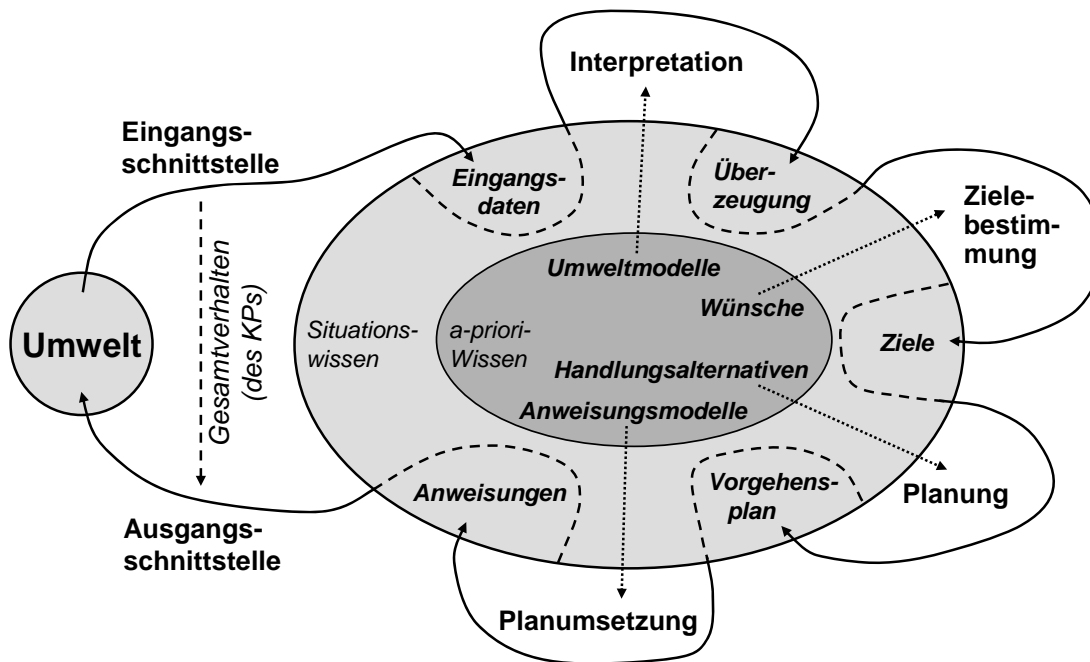 Interpretation
Eingangs-
schnittstelle
Eingangs-
daten
Über-
zeugung
Ziele-
bestim-
mung
Umweltmodelle
Wünsche
Umwelt
Gesamtverhalten
(des KPs)
Situations-
wissen
a-priori-
Wissen
Ziele
Handlungsalternativen
Anweisungsmodelle
Anweisungen
Vorgehens-
plan
Planung
Ausgangs-
schnittstelle
Planumsetzung